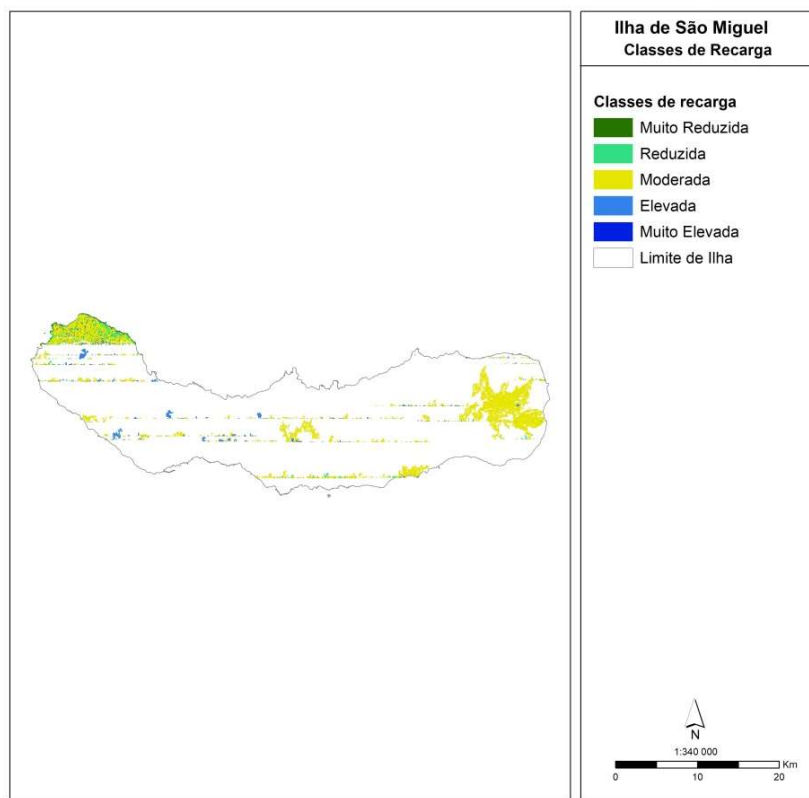 Ilha de São Miguel
Classes de Recarga
Classes de recarga
Muito Reduzida
Reduzida
Moderada
Elevada
Muito Elevada
Limite de Ilha
N
1:340 000
Km
0 10 20